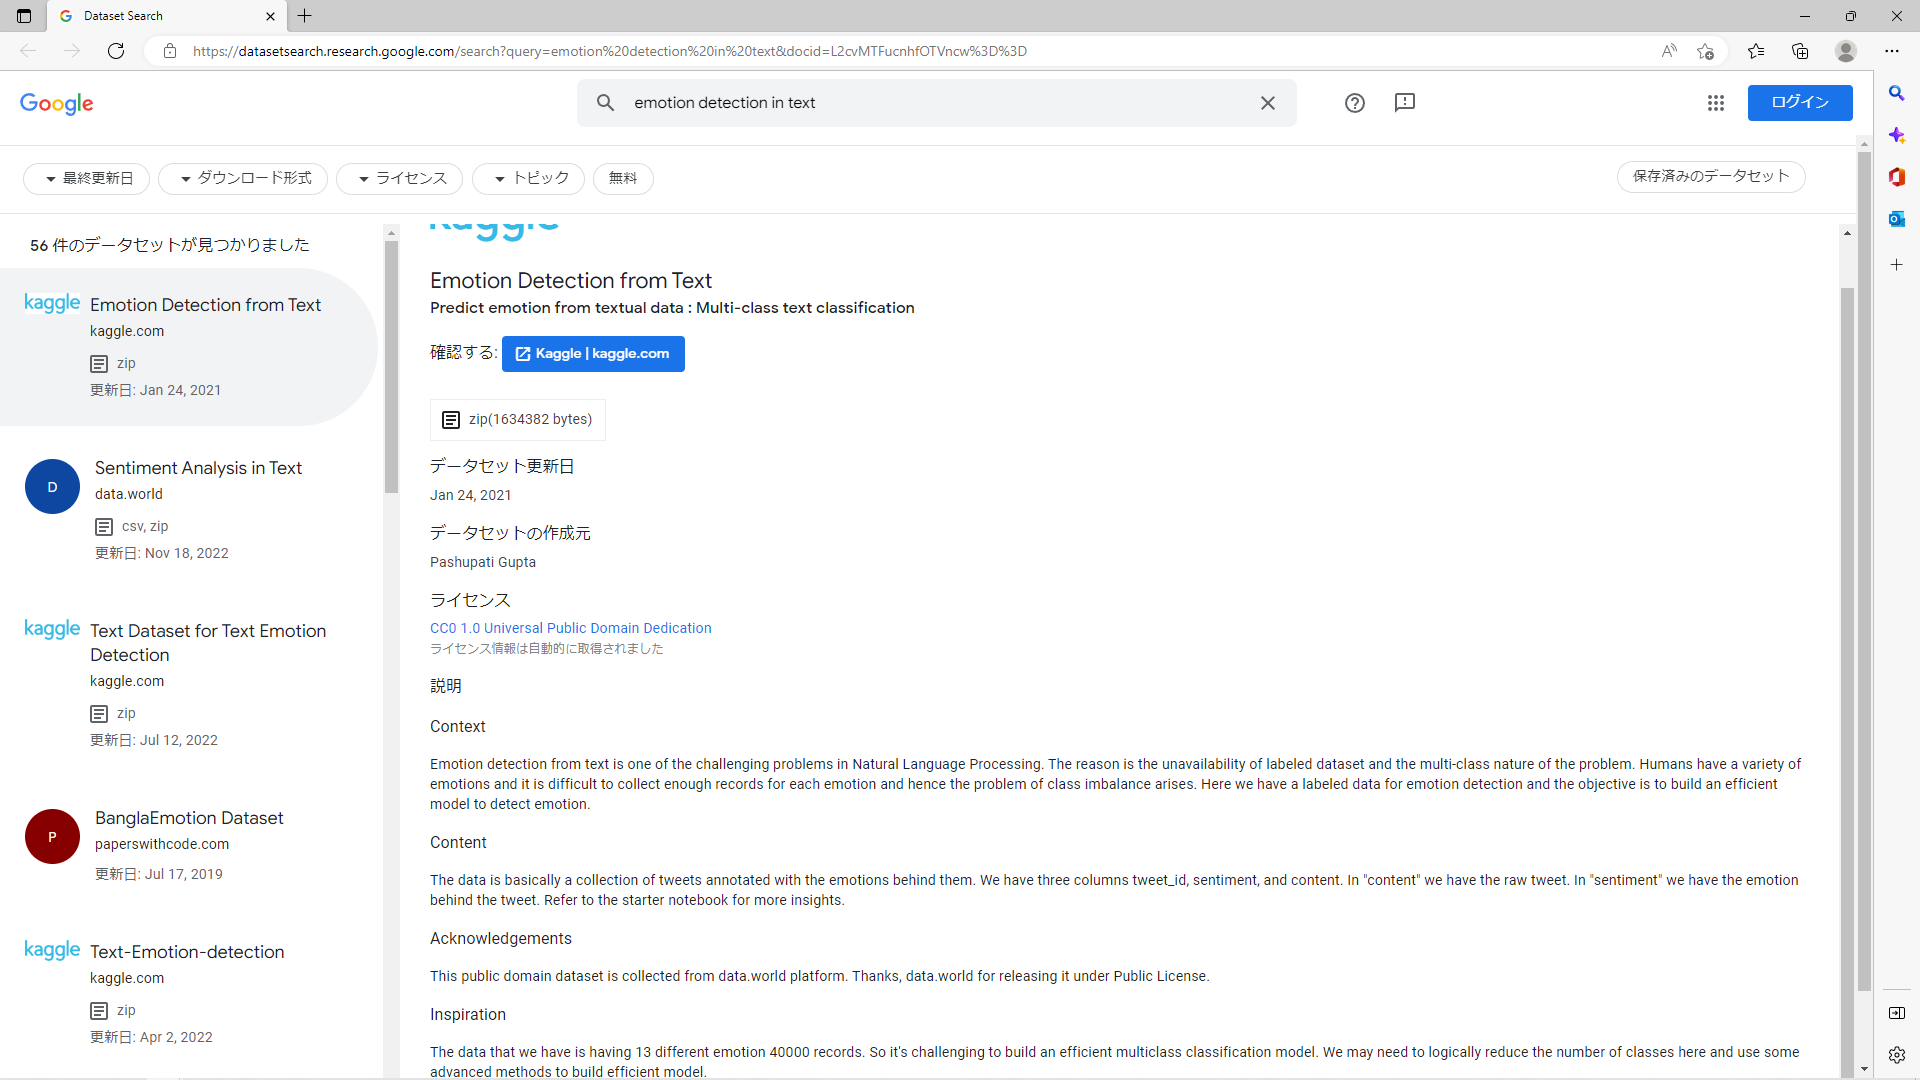 Dataset Search
https://datasetsearch.research.google.com/search?query=emotion%20detection%20in%20text&docid=L2cvMTFucnhfOTVncw%3D%3D
Google
emotion detection in text
ログイン
最終更新日
ダウンロード形式
ライセンス
トピック
無料
保存済みのデータセット
56 件のデータセットが見つかりました
kaggle
Emotion Detection from Text
kaggle.com
zip
更新日: Jan 24, 2021
D
Sentiment Analysis in Text
data.world
csv, zip
更新日: Nov 18, 2022
kaggle
Text Dataset for Text Emotion
Detection
kaggle.com
zip
更新日: Jul 12, 2022
P
BanglaEmotion Dataset
paperswithcode.com
更新日: Jul 17, 2019
kaggle
Text-Emotion-detection
kaggle.com
zip
更新日: Apr 2, 2022
kaggle
Emotion Detection from Text
Predict emotion from textual data : Multi-class text classification
確認する: Kaggle | kaggle.com
zip(1634382 bytes)
データセット更新日
Jan 24, 2021
データセットの作成元
Pashupati Gupta
ライセンス
CC0 1.0 Universal Public Domain Dedication
ライセンス情報は自動的に取得されました
説明
Context
Emotion detection from text is one of the challenging problems in Natural Language Processing. The reason is the unavailability of labeled dataset and the multi-class nature of the problem. Humans have a variety of
emotions and it is difficult to collect enough records for each emotion and hence the problem of class imbalance arises. Here we have a labeled data for emotion detection and the objective is to build an efficient
model to detect emotion.
Content
The data is basically a collection of tweets annotated with the emotions behind them. We have three columns tweet_id, sentiment, and content. In "content" we have the raw tweet. In "sentiment" we have the emotion
behind the tweet. Refer to the starter notebook for more insights.
Acknowledgements
This public domain dataset is collected from data.world platform. Thanks, data.world for releasing it under Public License.
Inspiration
The data that we have is having 13 different emotion 40000 records. So it's challenging to build an efficient multiclass classification model. We may need to logically reduce the number of classes here and use some
advanced methods to build efficient model.